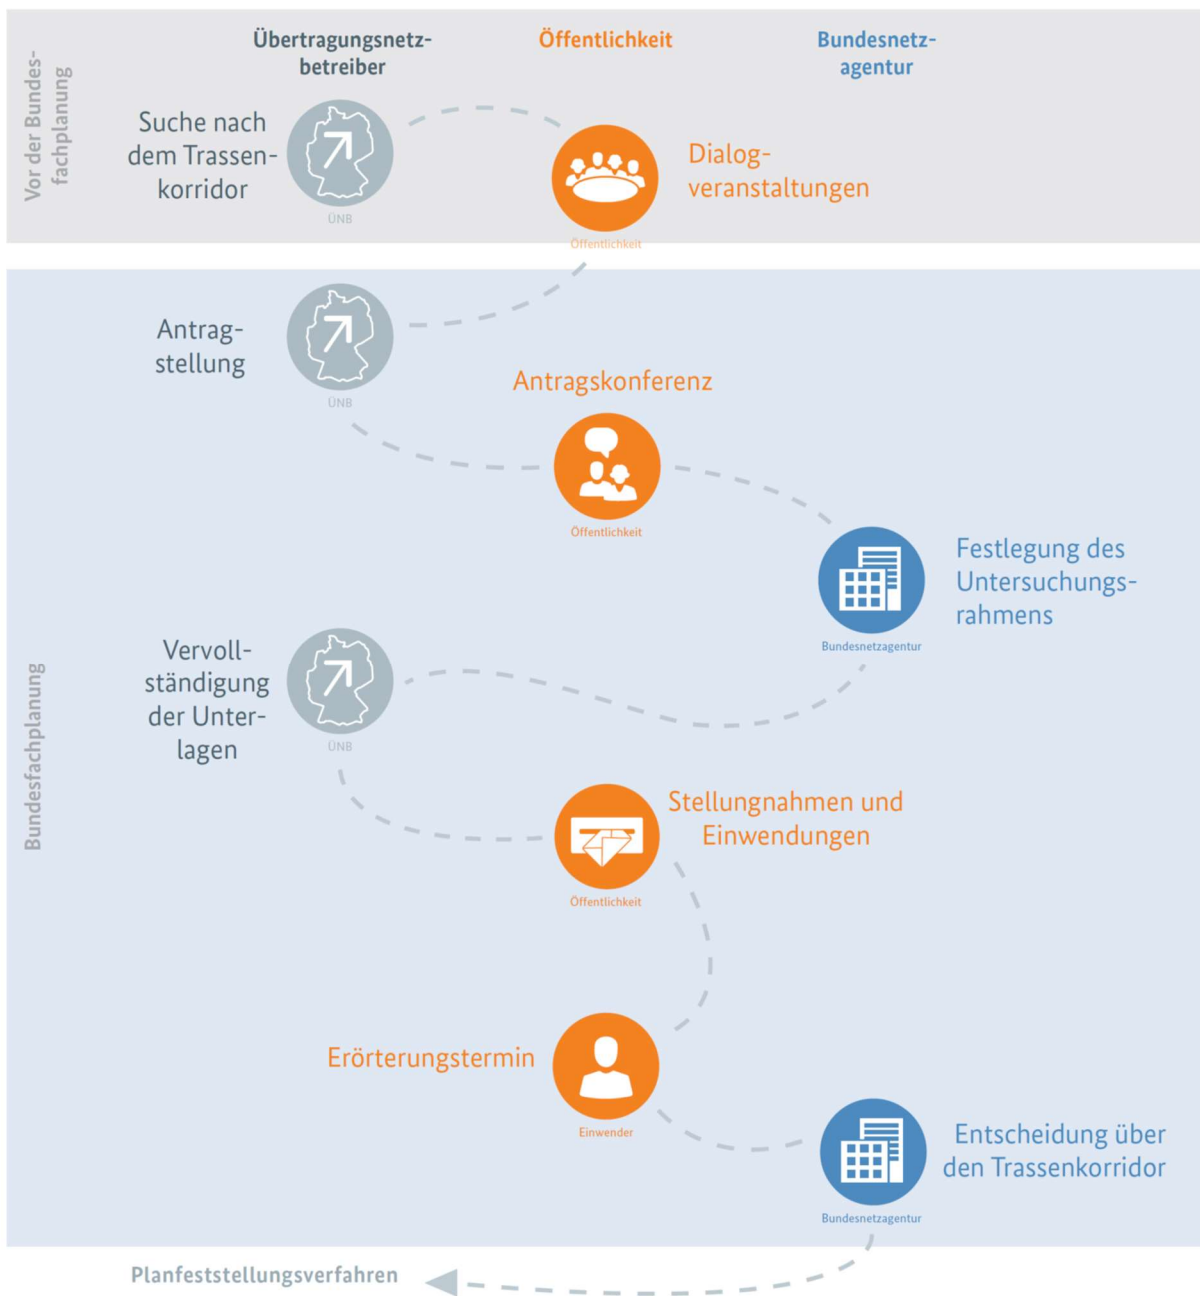 Vor der Bundes-
fachplanung
Übertragungsnetz-
betreiber
Öffentlichkeit
Bundesnetz-
agentur
Suche nach
dem Trassen-
korridor
ÜNB
Dialog-
veranstaltungen
Öffentlichkeit
Bundesfachplanung
Antrag-
stellung
ÜNB
Antragskonferenz
Öffentlichkeit
Festlegung des
Untersuchungs-
rahmens
Bundesnetzagentur
Vervoll-
ständigung
der Unter-
lagen
ÜNB
Stellungnahmen und
Einwendungen
Öffentlichkeit
Erörterungstermin
Einwender
Entscheidung über
den Trassenkorridor
Bundesnetzagentur
Planfeststellungsverfahren